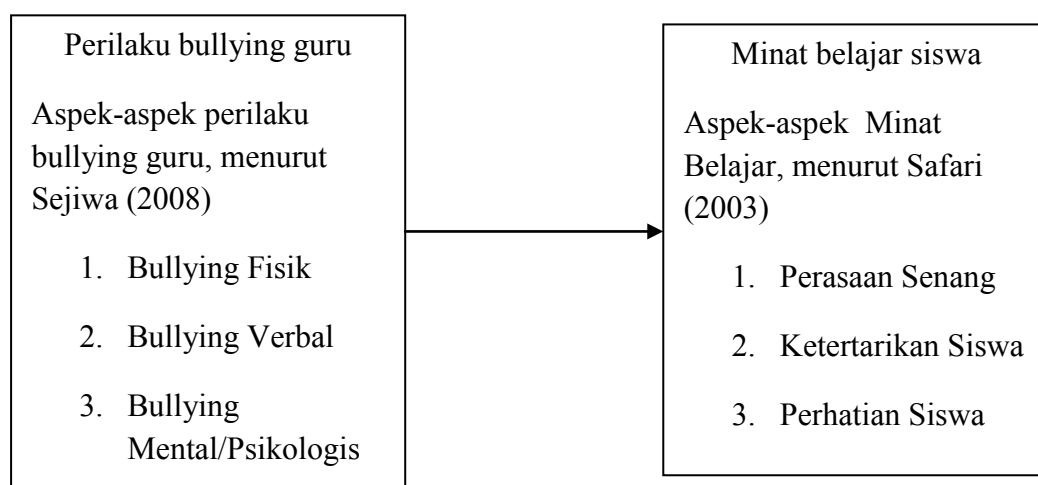 Perilaku bullying guru
Aspek-aspek perilaku
bullying guru, menurut
Sejiwa (2008)
1. Bullying Fisik
2. Bullying Verbal
3. Bullying
Mental/Psikologis
Minat belajar siswa
Aspek-aspek Minat
Belajar, menurut Safari
(2003)
1. Perasaan Senang
2. Ketertarikan Siswa
3. Perhatian Siswa